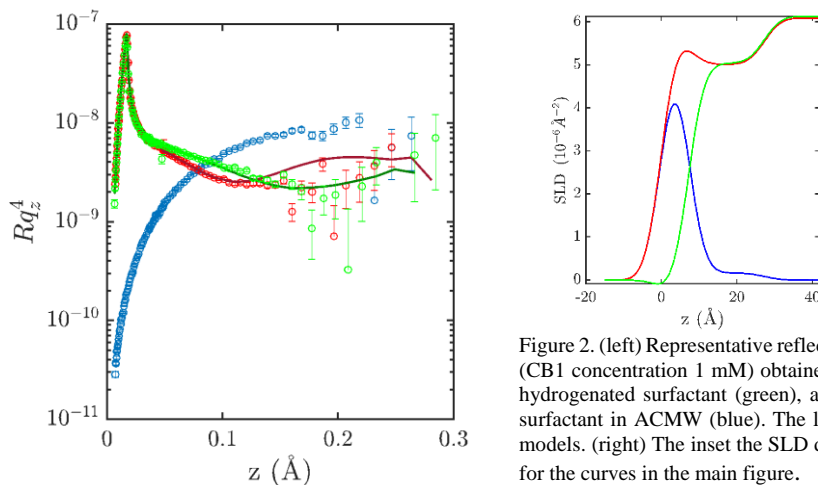 10⁻⁷
10⁻⁸
10⁻⁹
10⁻¹⁰
10⁻¹¹
Rq_z^4
0
0.1
0.2
0.3
z (Å)
6
5
4
3
2
1
0
SLD (10⁻⁶ Å⁻²)
-20
0
20
40
z (Å)
Figure 2. (left) Representative reflec
(CB1 concentration 1 mM) obtaine
hydrogenated surfactant (green), a
surfactant in ACMW (blue). The l
models. (right) The inset the SLD c
for the curves in the main figure.